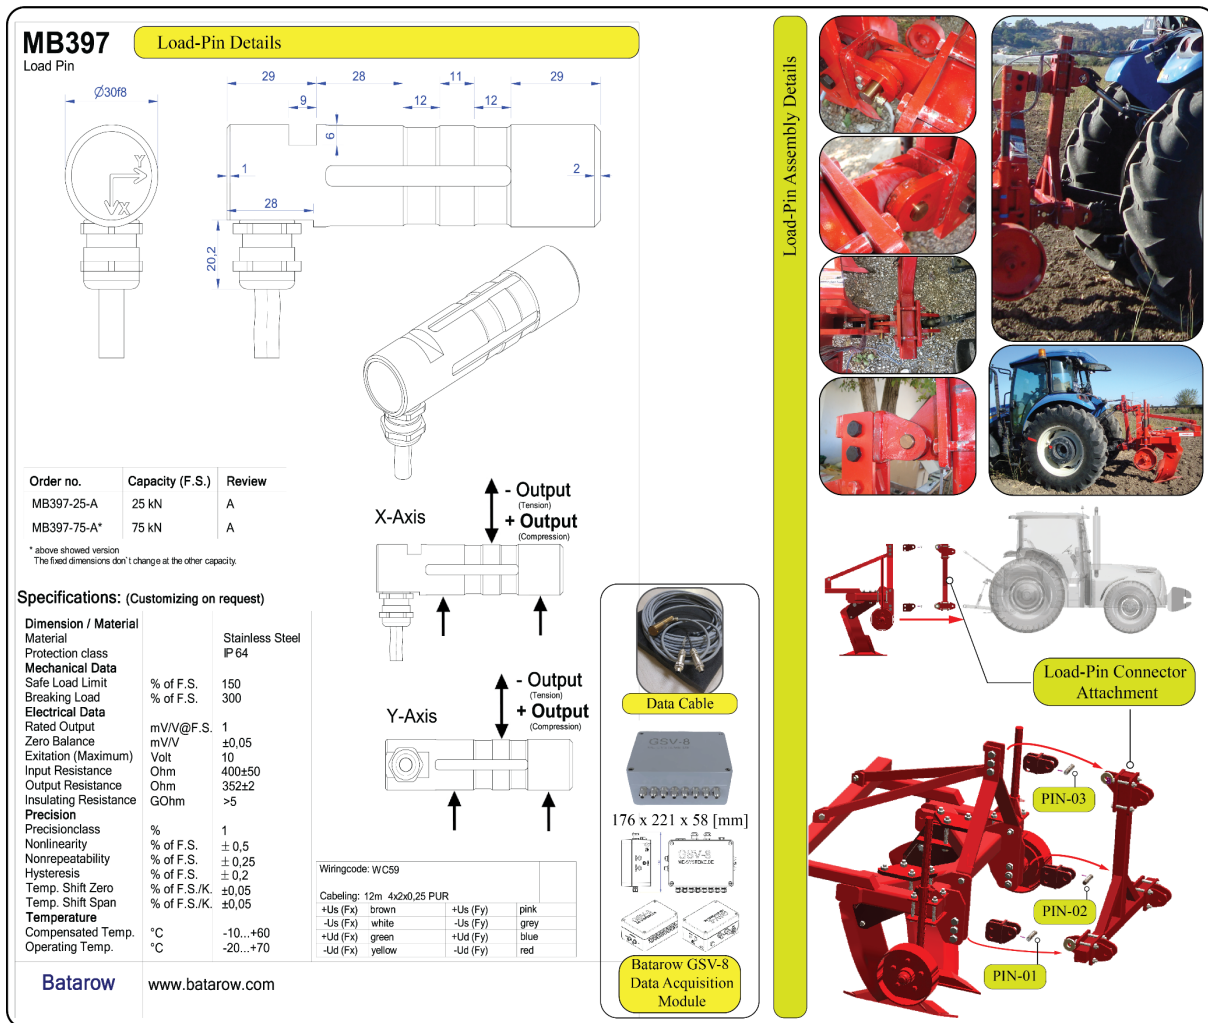 MB397
Load Pin
Load-Pin Details
Ø30f8
29
28
11
29
9
12
12
6
1
2
28
20,2
Y
X
Order no. Capacity (F.S.) Review
MB397-25-A 25 kN A
MB397-75-A* 75 kN A
* above showed version
The fixed dimensions don't change at the other capacity.
X-Axis
- Output
(Tension)
+ Output
(Compression)
Y-Axis
- Output
(Tension)
+ Output
(Compression)
Specifications: (Customizing on request)
Dimension / Material
Material Stainless Steel
Protection class IP 64
Mechanical Data
Safe Load Limit % of F.S. 150
Breaking Load % of F.S. 300
Electrical Data
Rated Output mV/V@F.S. 1
Zero Balance mV/V ±0,05
Exitation (Maximum) Volt 10
Input Resistance Ohm 400±50
Output Resistance Ohm 352±2
Insulating Resistance GOhm >5
Precision
Precisionclass % 1
Nonlinearity % of F.S. ± 0,5
Nonrepeatability % of F.S. ± 0,25
Hysteresis % of F.S. ± 0,2
Temp. Shift Zero % of F.S./K. ±0,05
Temp. Shift Span % of F.S./K. ±0,05
Temperature
Compensated Temp. °C -10...+60
Operating Temp. °C -20...+70
Wiringcode: WC59
Cabeling: 12m 4x2x0,25 PUR
+Us (Fx) brown +Us (Fy) pink
-Us (Fx) white -Us (Fy) grey
+Ud (Fx) green +Ud (Fy) blue
-Ud (Fx) yellow -Ud (Fy) red
Batarow www.batarow.com
Data Cable
GSV-8
176 x 221 x 58 [mm]
GSV-8
Batarow GSV-8
Data Acquisition
Module
Load-Pin Assembly Details
Load-Pin Connector
Attachment
PIN-03
PIN-02
PIN-01